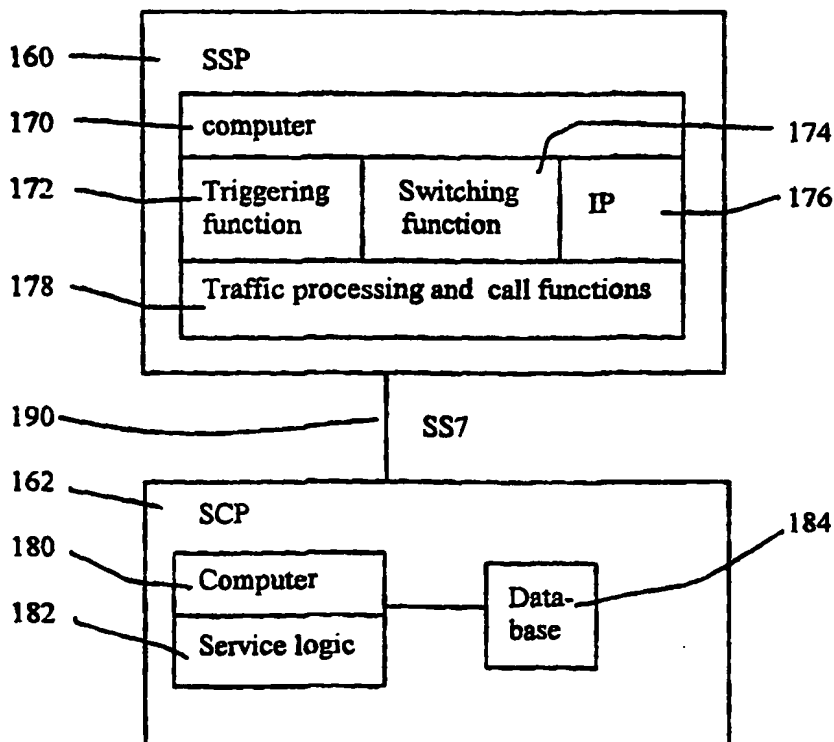 160 SSP
170 computer 174
172 Triggering function Switching function IP 176
178 Traffic processing and call functions
190 SS7
162 SCP 184
180 Computer Data-
182 Service logic base